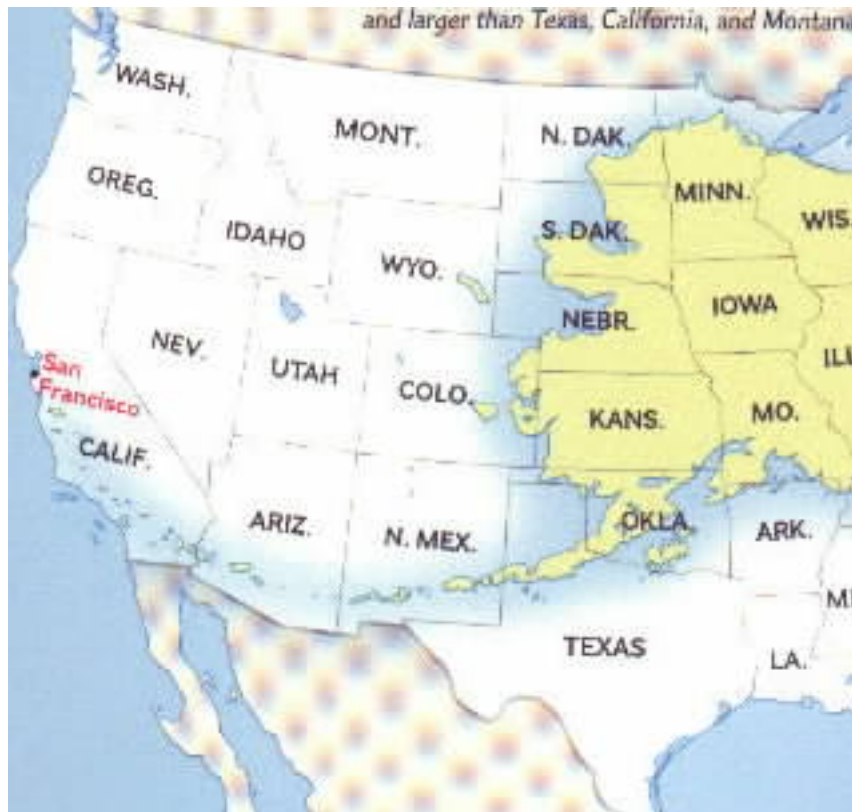 and larger than Texas, California, and Montana
WASH.
MONT.
N. DAK.
MINN.
OREG.
WIS.
IDAHO
S. DAK.
WYO.
IOWA
NEBR.
NEV.
UTAH
ILL
San
Francisco
COLO.
KANS.
MO.
CALIF.
ARIZ.
N. MEX.
OKLA.
ARK.
TEXAS
LA.